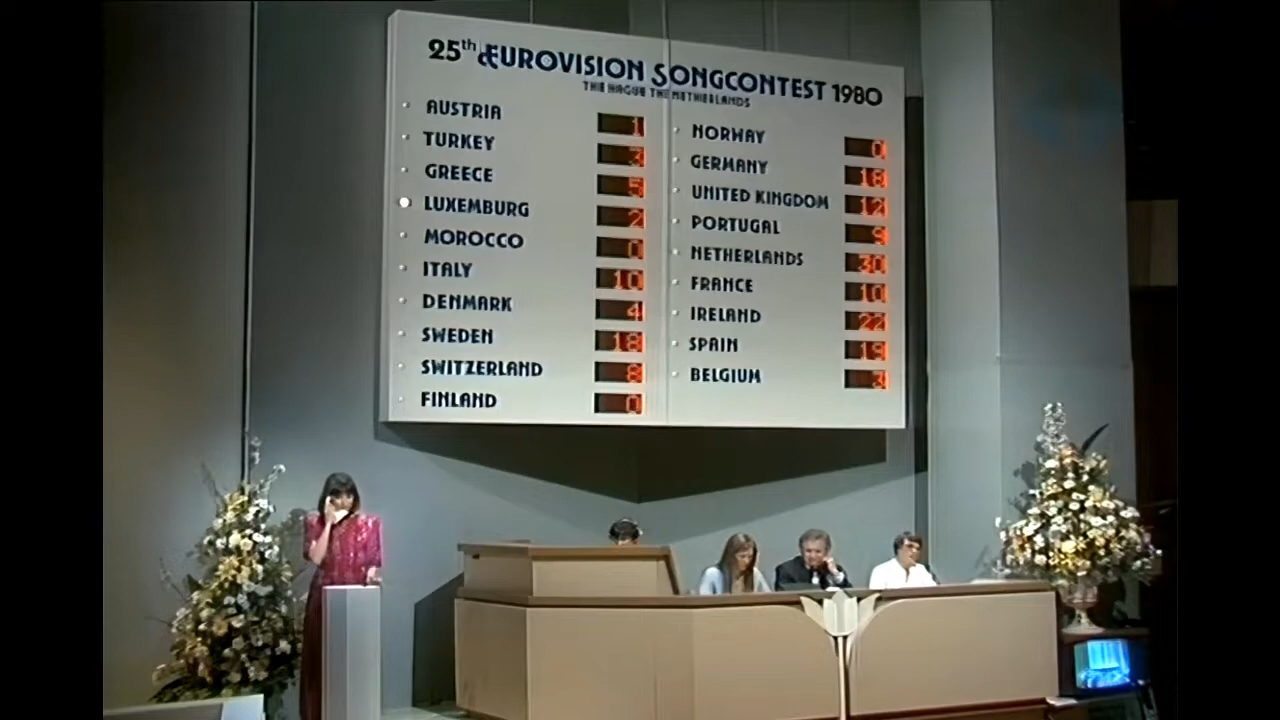 25th EUROVISION SONGCONTEST 1980
THE HAGUE THE NETHERLANDS
AUSTRIA 1
TURKEY 3
GREECE 5
LUXEMBURG 2
MOROCCO 0
ITALY 10
DENMARK 4
SWEDEN 18
SWITZERLAND 8
FINLAND 0
NORWAY 0
GERMANY 18
UNITED KINGDOM 12
PORTUGAL 9
NETHERLANDS 30
FRANCE 10
IRELAND 22
SPAIN 19
BELGIUM 3